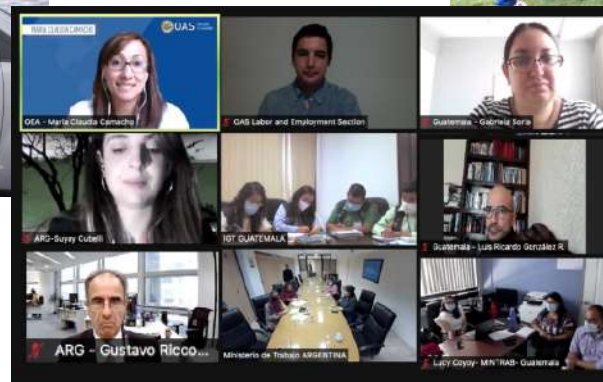 MARIA CLAUDIA CAMACHO
OAS
OEA - María Claudia Camacho
OAS Labor and Employment Section
Guatemala - Gabriela Soria
ARG-Suyay Cubelli
IGT GUATEMALA
Guatemala - Luis Ricardo González R.
ARG - Gustavo Ricco...
Ministerio de Trabajo ARGENTINA
Lucy Coyoy- MINTRAB- Guatemala